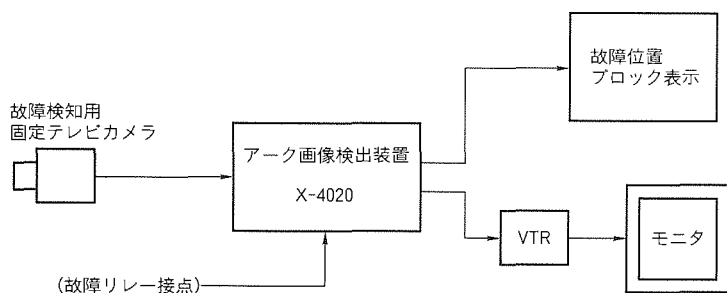 故障位置
ブロック表示
故障検知用
固定テレビカメラ
アーク画像検出装置
X-4020
VTR
モニタ
(故障リレー接点)